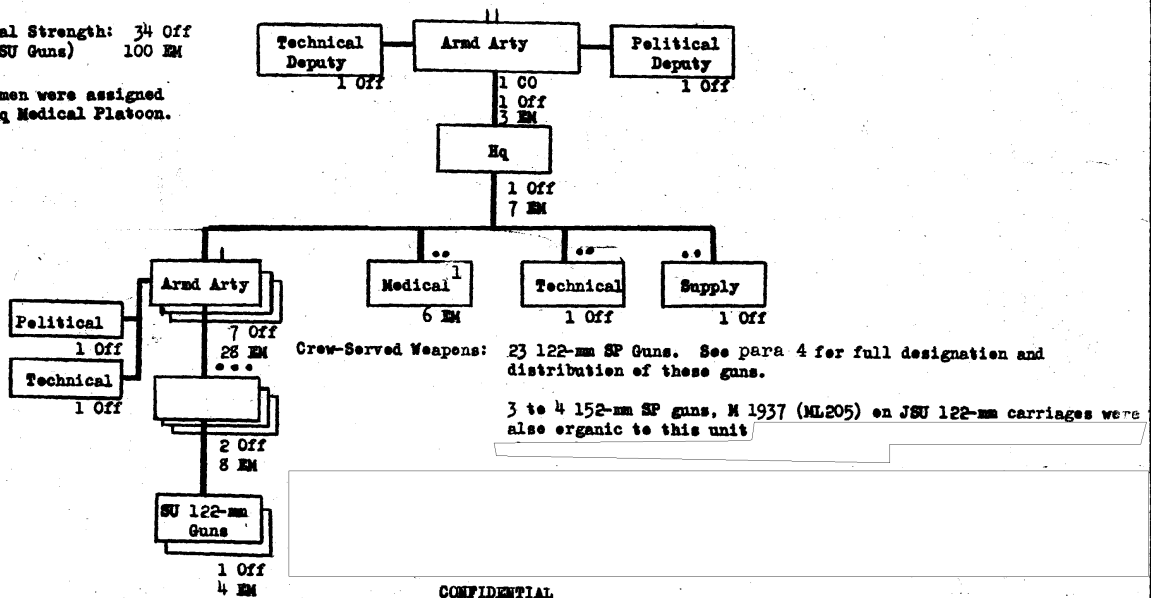 al Strength: 34 Off
SU Guns) 100 EM
men were assigned
q Medical Platoon.
Technical
Deputy
1 Off
Armd Arty
1 CO
1 Off
3 EM
Political
Deputy
1 Off
Hq
1 Off
7 EM
Armd Arty
7 Off
28 EM
Political
1 Off
Technical
1 Off
Medical 1
6 EM
Technical
1 Off
Supply
1 Off
2 Off
8 EM
SU 122-mm
Guns
1 Off
4 EM
Crew-Served Weapons: 23 122-mm SP Guns. See para 4 for full designation and
distribution of these guns.
3 to 4 152-mm SP guns, M 1937 (ML205) on JSU 122-mm carriages were
also organic to this unit
CONFIDENTIAL